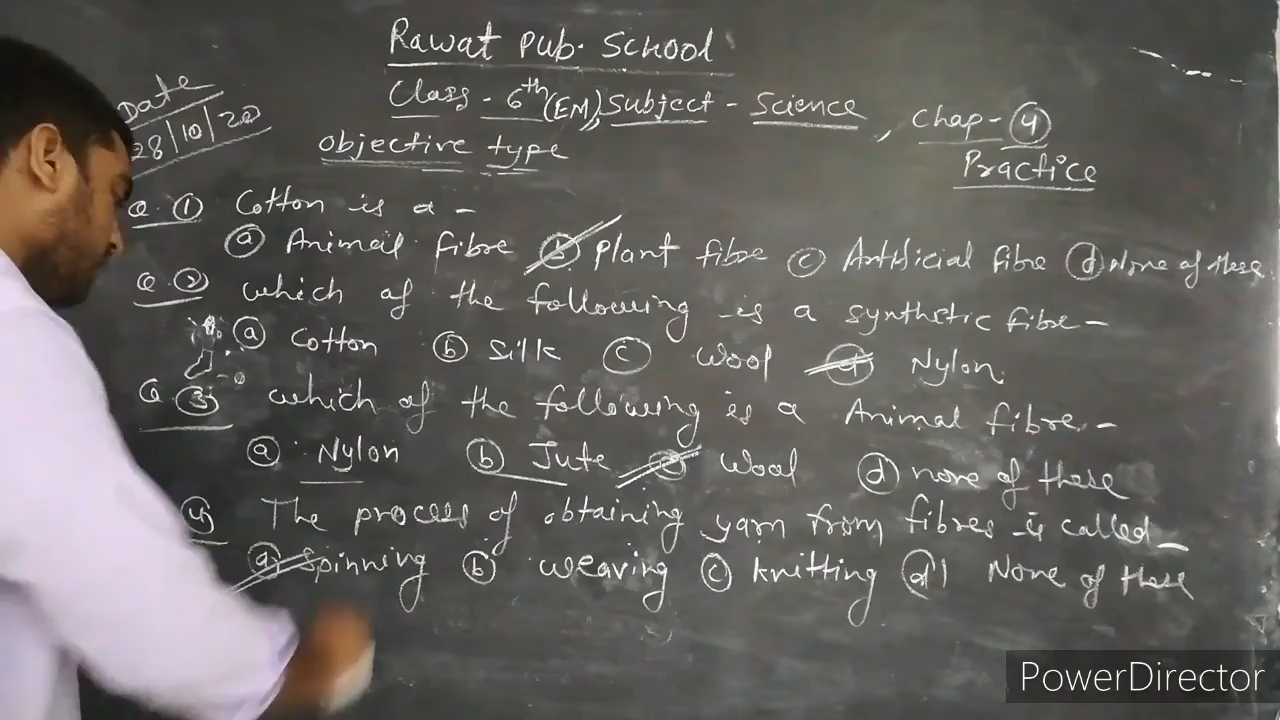 Rawat Pub. School
Date
28/10/20
Class - 6th (EM), Subject - Science, Chap - 4
Objective type
Practice
Q. 1 Cotton is a -
a Animal fibre b Plant fibre c Artificial fibre d None of these
Q. 2 which of the following is a synthetic fibre -
a Cotton b Silk c Wool d Nylon
Q 3 which of the following is a Animal fibre -
a Nylon b Jute c Wool d none of these
4 The process of obtaining yarn from fibres is called -
a Spinning b weaving c knitting d None of these
PowerDirector